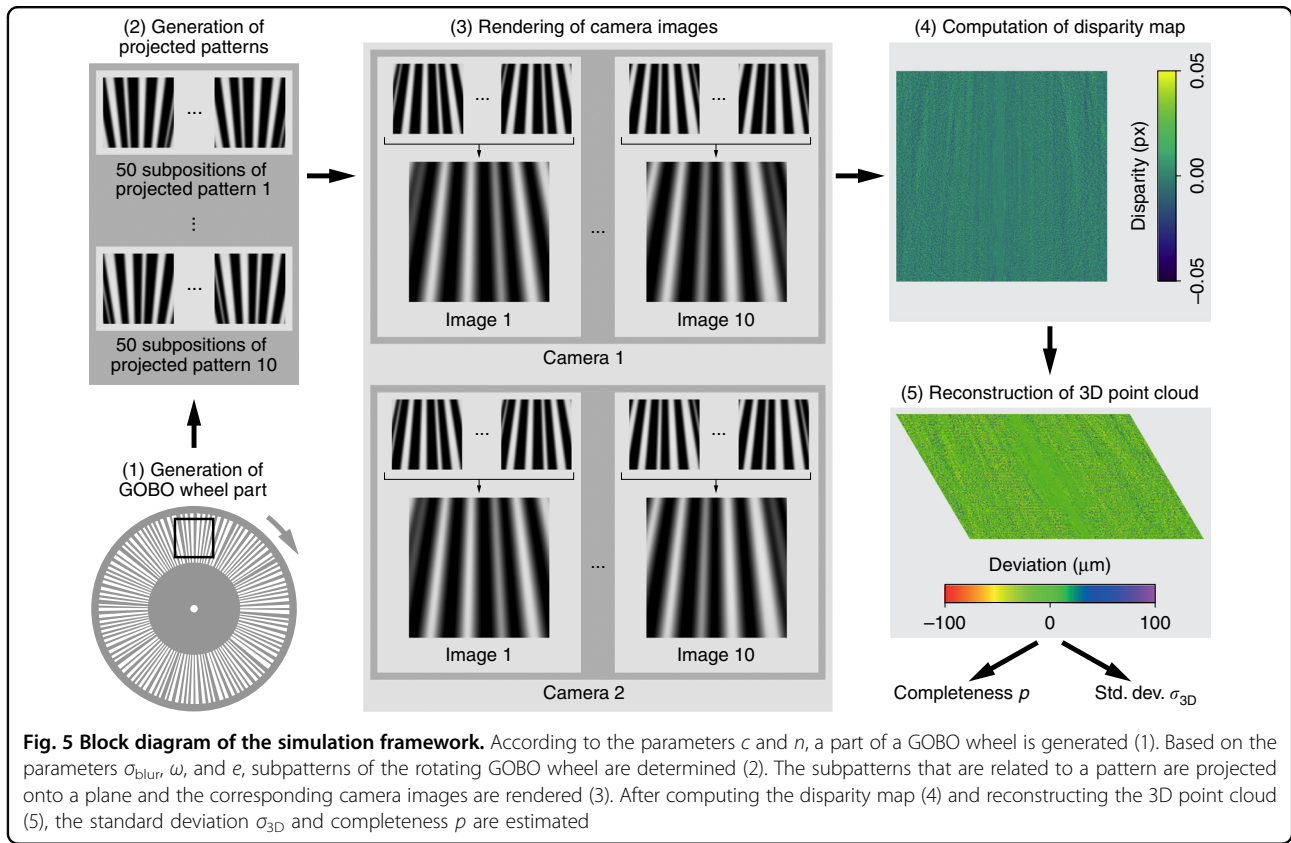 (2) Generation of
projected patterns
...
50 subpositions of
projected pattern 1
⋮
...
50 subpositions of
projected pattern 10
(1) Generation of
GOBO wheel part
(3) Rendering of camera images
...
...
...
Image 1
Image 10
Camera 1
...
...
...
Image 1
Image 10
Camera 2
(4) Computation of disparity map
Disparity (px)
0.05
0.00
−0.05
(5) Reconstruction of 3D point cloud
Deviation (μm)
−100
0
100
Completeness p
Std. dev. σ3D
Fig. 5 Block diagram of the simulation framework. According to the parameters c and n, a part of a GOBO wheel is generated (1). Based on the
parameters σblur, ω, and e, subpatterns of the rotating GOBO wheel are determined (2). The subpatterns that are related to a pattern are projected
onto a plane and the corresponding camera images are rendered (3). After computing the disparity map (4) and reconstructing the 3D point cloud
(5), the standard deviation σ3D and completeness p are estimated